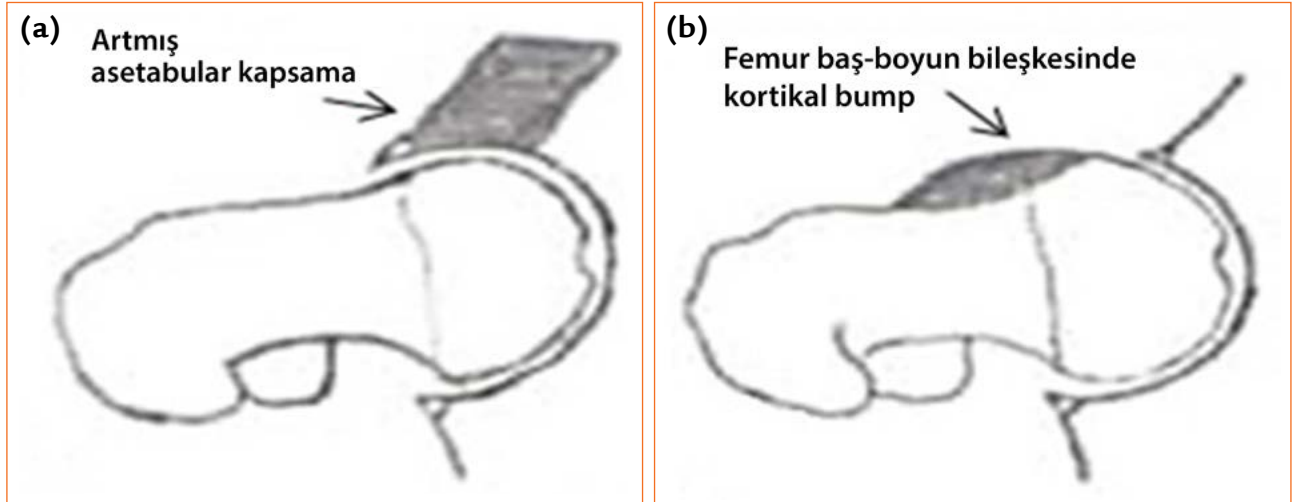 (a)
Artmış
asetabular kapsama
(b)
Femur baş-boyun bileşkesinde
kortikal bump